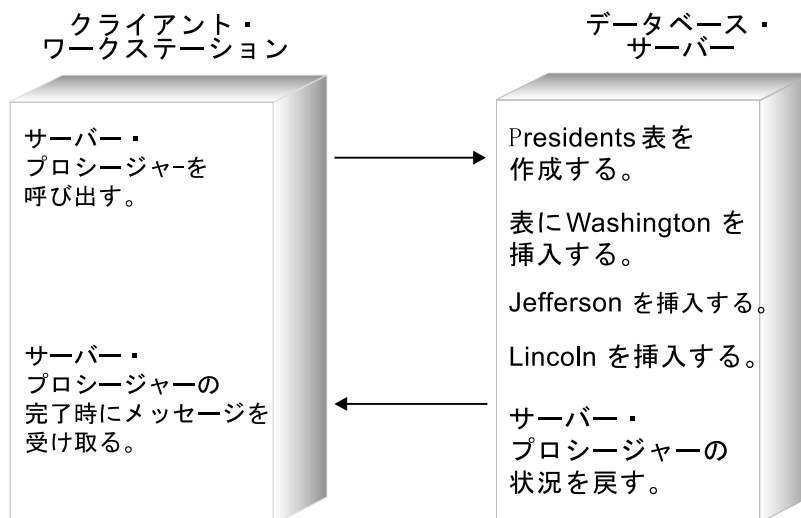 クライアント・
ワークステーション
サーバー・
プロシージャーを
呼び出す。
サーバー・
プロシージャーの
完了時にメッセージを
受け取る。
データベース・
サーバー
Presidents 表を
作成する。
表に Washington を
挿入する。
Jefferson を挿入する。
Lincoln を挿入する。
サーバー・
プロシージャーの
状況を戻す。